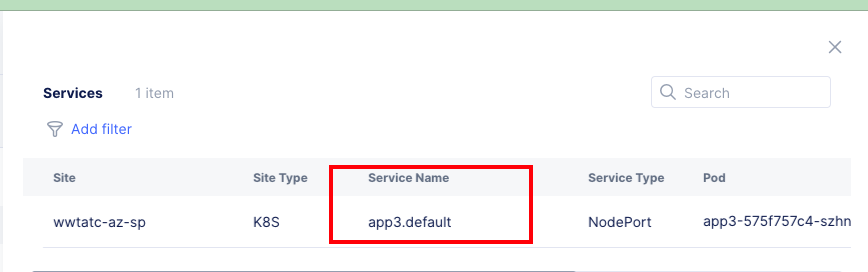 Services 1 item
Search
Add filter
Site Site Type Service Name Service Type Pod
wwtatc-az-sp K8S app3.default NodePort app3-575f757c4-szhn